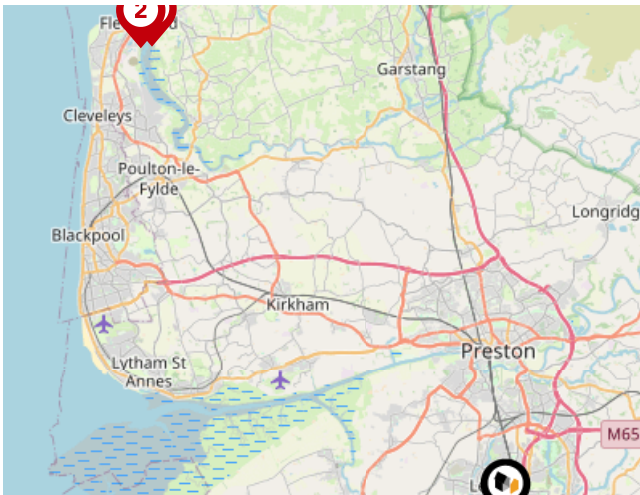 2
Garstang
Cleveleys
Poulton-le-
Fylde
Longridg
Blackpool
Kirkham
Preston
Lytham St
Annes
M65